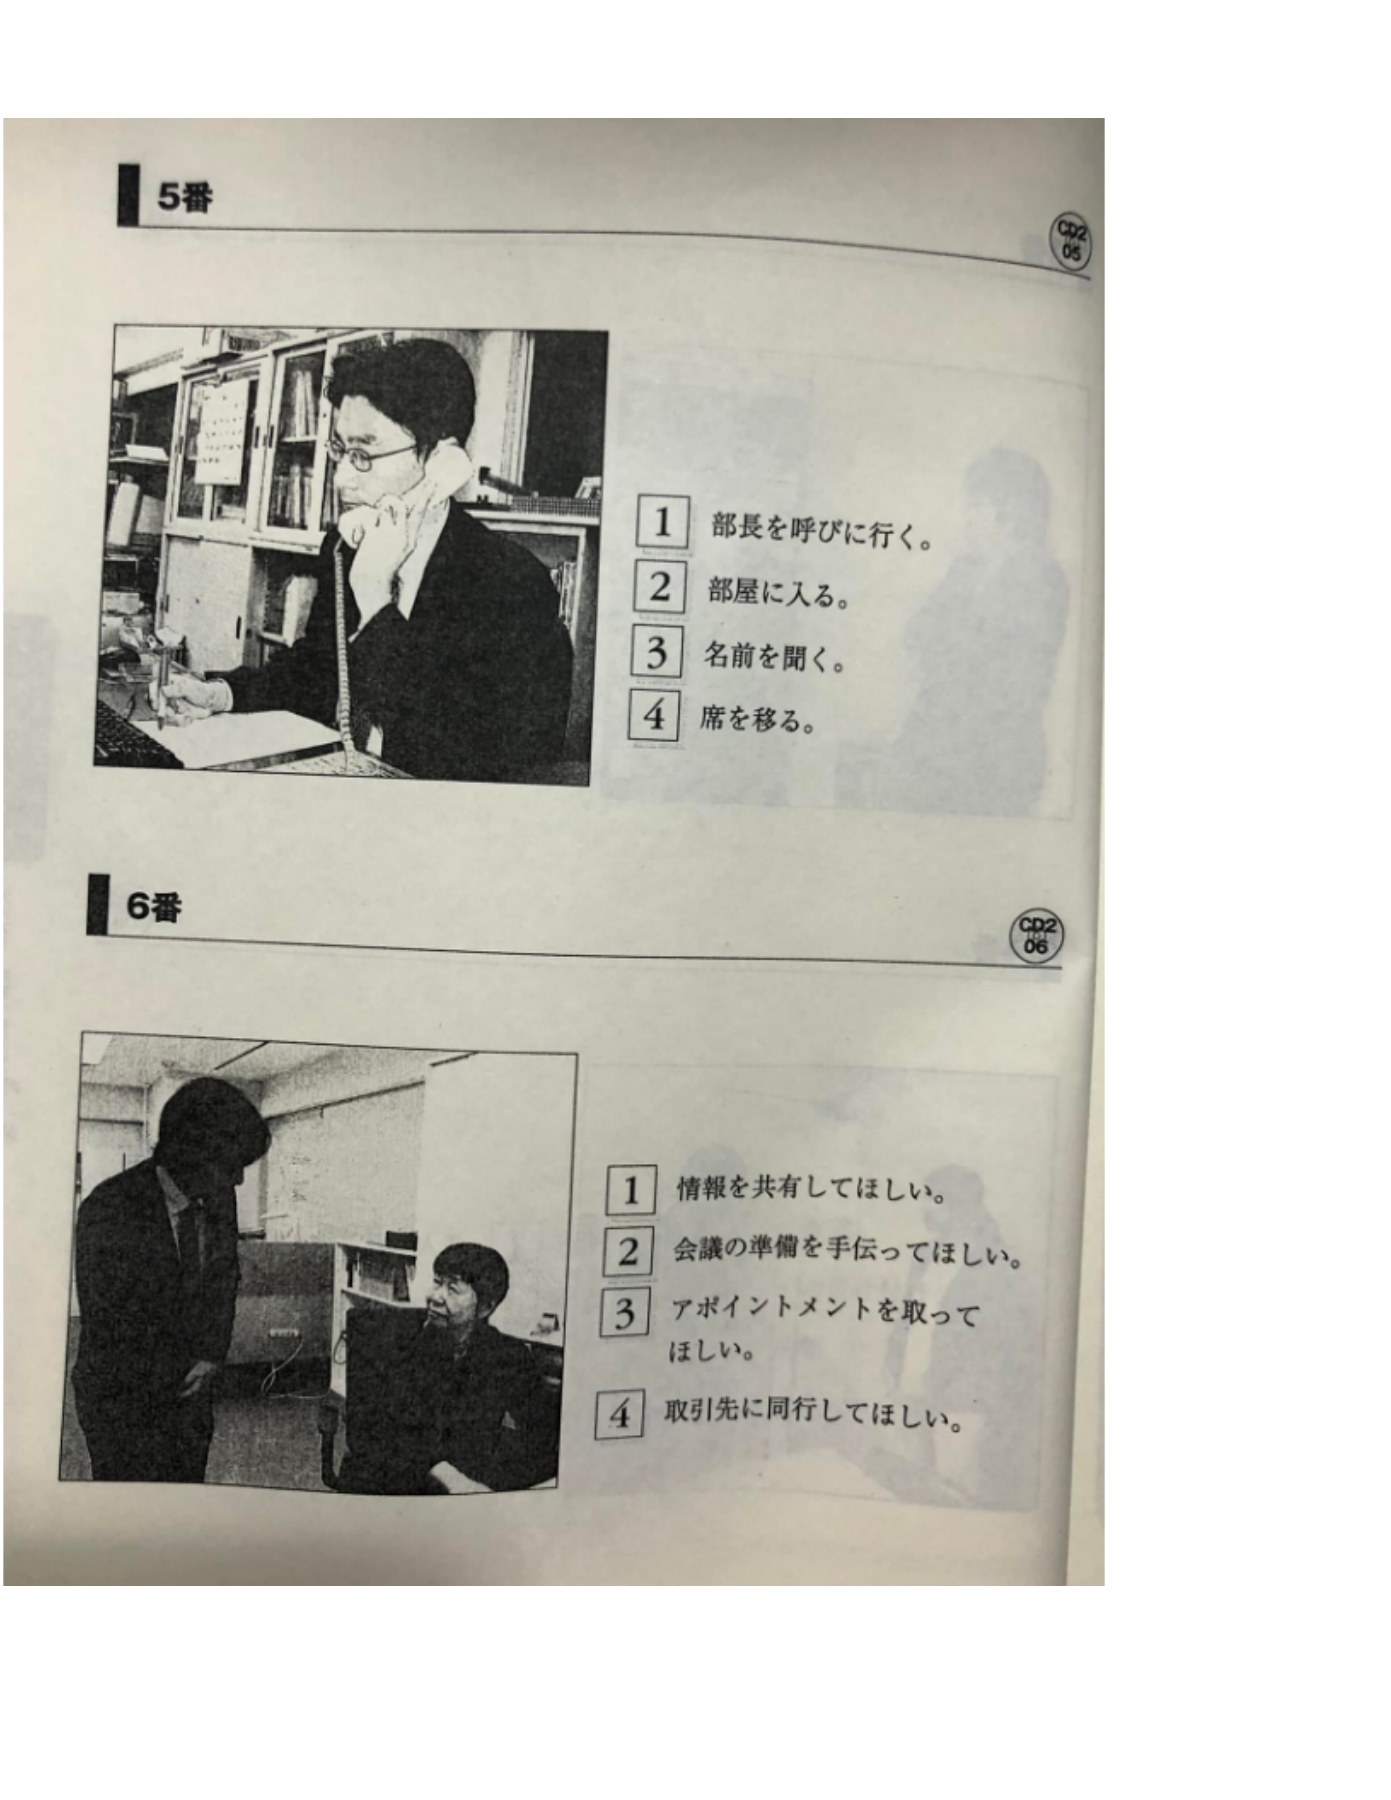 5番
CD2
05
1 部長を呼びに行く。
2 部屋に入る。
3 名前を聞く。
4 席を移る。
6番
CD2
06
1 情報を共有してほしい。
2 会議の準備を手伝ってほしい。
3 アポイントメントを取って
ほしい。
4 取引先に同行してほしい。